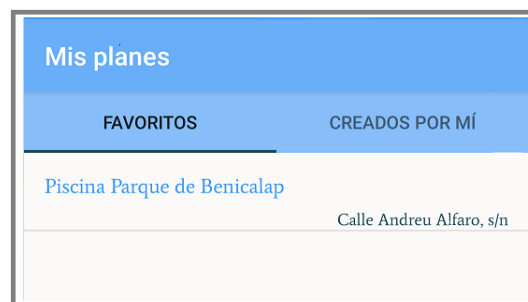 Mis planes
FAVORITOS CREADOS POR MÍ
Piscina Parque de Benicalap
Calle Andreu Alfaro, s/n